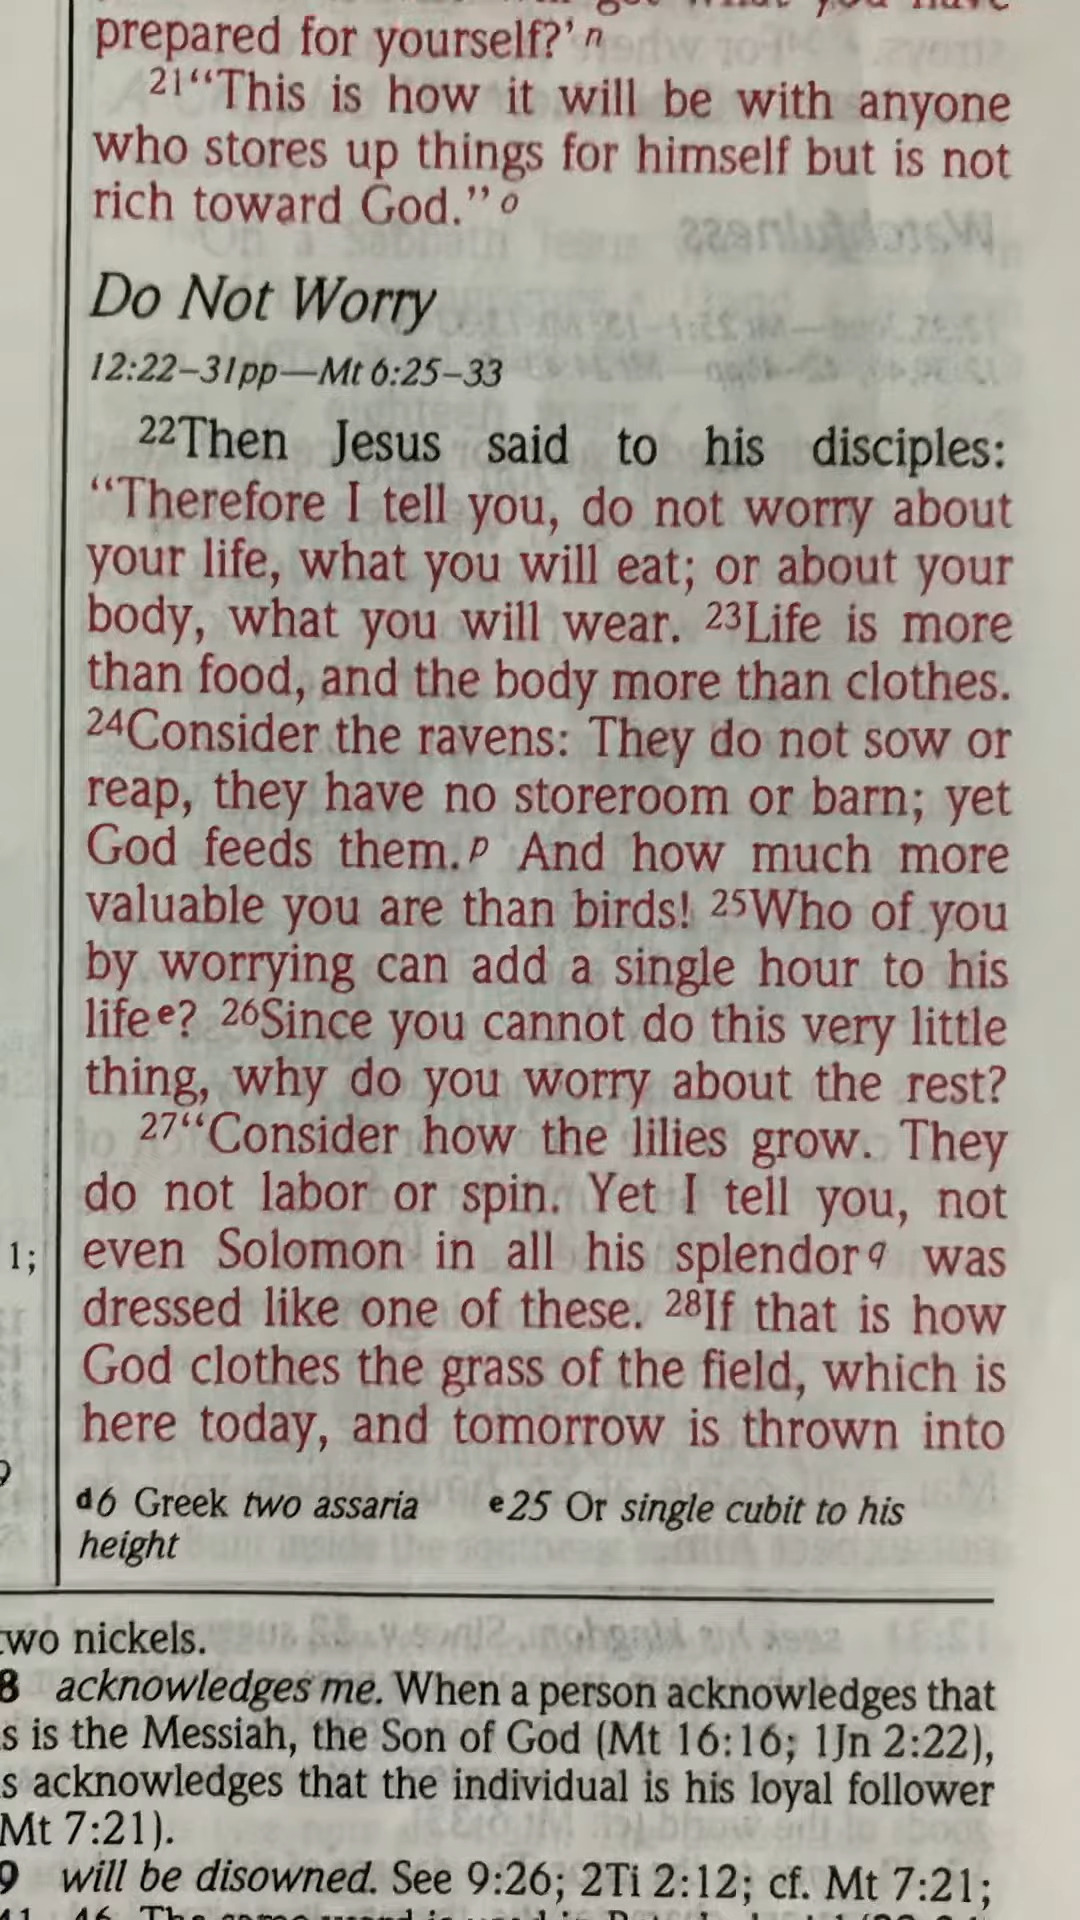 prepared for yourself?’ n
21“This is how it will be with anyone
who stores up things for himself but is not
rich toward God.” o
Do Not Worry
12:22–31pp—Mt 6:25–33
22Then Jesus said to his disciples:
“Therefore I tell you, do not worry about
your life, what you will eat; or about your
body, what you will wear. 23Life is more
than food, and the body more than clothes.
24Consider the ravens: They do not sow or
reap, they have no storeroom or barn; yet
God feeds them. p And how much more
valuable you are than birds! 25Who of you
by worrying can add a single hour to his
life e? 26Since you cannot do this very little
thing, why do you worry about the rest?
27“Consider how the lilies grow. They
do not labor or spin. Yet I tell you, not
even Solomon in all his splendor q was
dressed like one of these. 28If that is how
God clothes the grass of the field, which is
here today, and tomorrow is thrown into
1;
d6 Greek two assaria e25 Or single cubit to his
height
two nickels.
8 acknowledges me. When a person acknowledges that
s is the Messiah, the Son of God (Mt 16:16; 1Jn 2:22),
s acknowledges that the individual is his loyal follower
Mt 7:21).
9 will be disowned. See 9:26; 2Ti 2:12; cf. Mt 7:21;